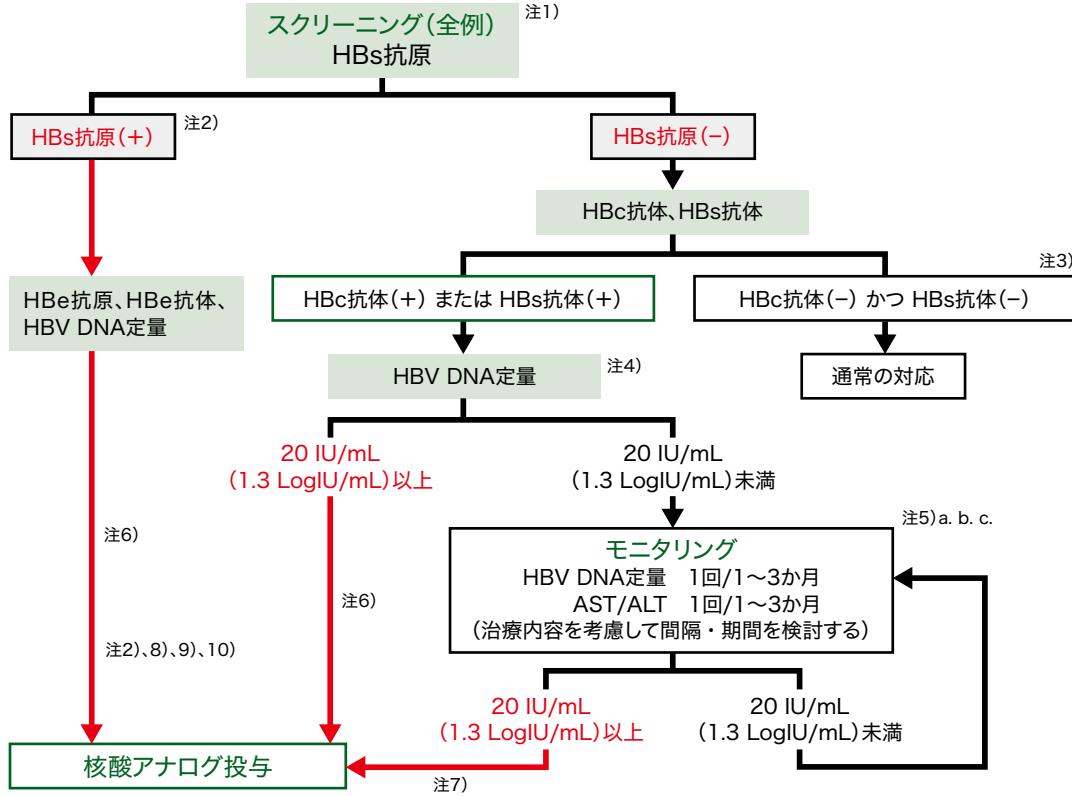 スクリーニング(全例)
HBs抗原
注1)
HBs抗原(+)
注2)
HBs抗原(−)
HBc抗体、HBs抗体
注3)
HBe抗原、HBe抗体、
HBV DNA定量
HBc抗体(+) または HBs抗体(+)
HBc抗体(−) かつ HBs抗体(−)
HBV DNA定量
注4)
通常の対応
20 IU/mL
(1.3 LogIU/mL)以上
20 IU/mL
(1.3 LogIU/mL)未満
注5)a. b. c.
注6)
モニタリング
HBV DNA定量 1回/1〜3か月
AST/ALT 1回/1〜3か月
(治療内容を考慮して間隔・期間を検討する)
注6)
注2)、8)、9)、10)
20 IU/mL
(1.3 LogIU/mL)以上
20 IU/mL
(1.3 LogIU/mL)未満
核酸アナログ投与
注7)